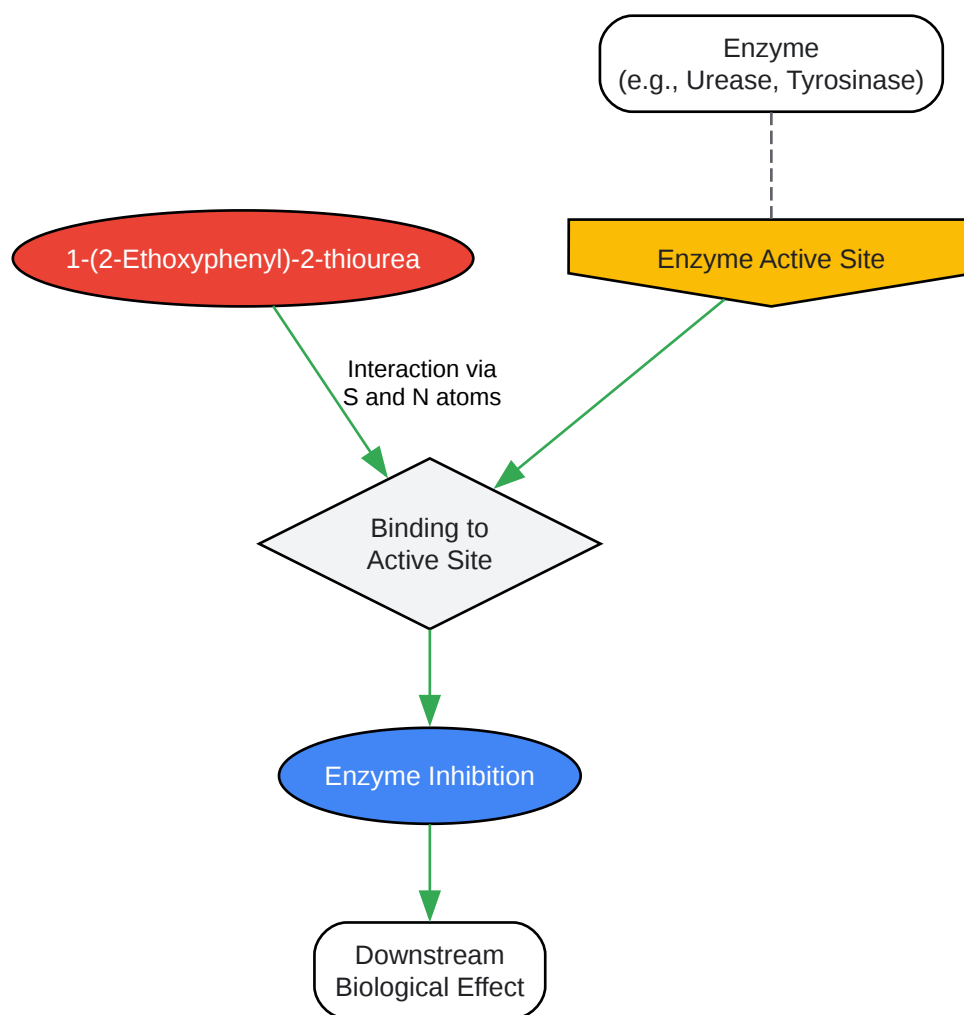 Enzyme
(e.g., Urease, Tyrosinase)
1-(2-Ethoxyphenyl)-2-thiourea
Enzyme Active Site
Interaction via
S and N atoms
Binding to
Active Site
Enzyme Inhibition
Downstream
Biological Effect